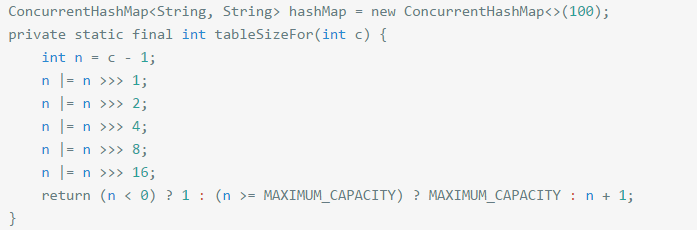 ConcurrentHashMap<String, String> hashMap = new ConcurrentHashMap<>(100);
private static final int tableSizeFor(int c) {
    int n = c - 1;
    n |= n >>> 1;
    n |= n >>> 2;
    n |= n >>> 4;
    n |= n >>> 8;
    n |= n >>> 16;
    return (n < 0) ? 1 : (n >= MAXIMUM_CAPACITY) ? MAXIMUM_CAPACITY : n + 1;
}